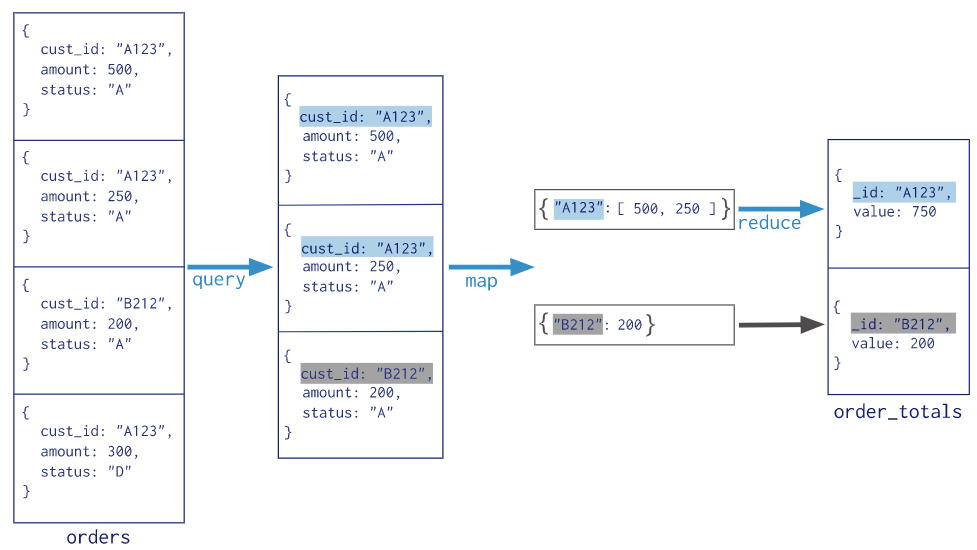 {
cust_id: "A123",
amount: 500,
status: "A"
}
{
cust_id: "A123",
amount: 250,
status: "A"
}
{
cust_id: "B212",
amount: 200,
status: "A"
}
{
cust_id: "A123",
amount: 300,
status: "D"
}
orders
query
{
cust_id: "A123",
amount: 500,
status: "A"
}
{
cust_id: "A123",
amount: 250,
status: "A"
}
{
cust_id: "B212",
amount: 200,
status: "A"
}
map
{ "A123": [ 500, 250 ] }
{ "B212": 200 }
reduce
{
_id: "A123",
value: 750
}
{
_id: "B212",
value: 200
}
order_totals